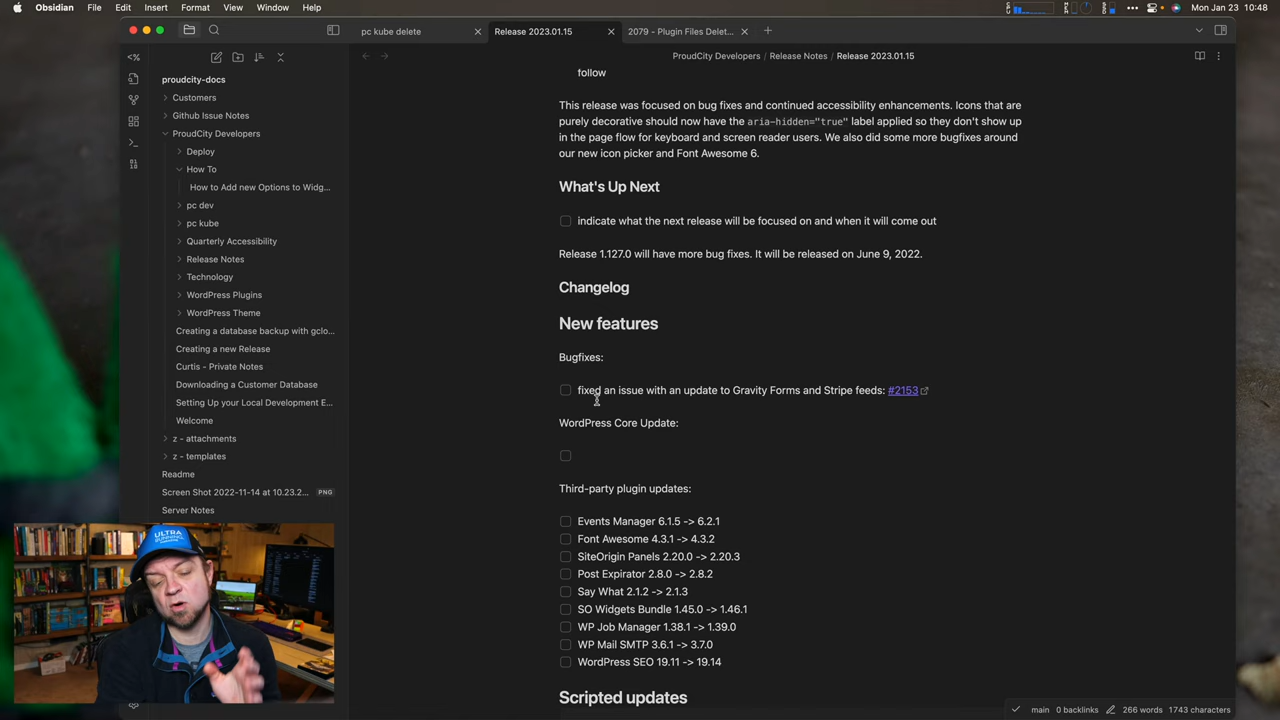 Obsidian File Edit Insert Format View Window Help
Mon Jan 23 10:48
pc kube delete
Release 2023.01.15
2079 - Plugin Files Delet...
ProudCity Developers / Release Notes / Release 2023.01.15
proudcity-docs
Customers
Github Issue Notes
ProudCity Developers
Deploy
How To
How to Add new Options to Widg...
pc dev
pc kube
Quarterly Accessibility
Release Notes
Technology
WordPress Plugins
WordPress Theme
Creating a database backup with gclo...
Creating a new Release
Curtis - Private Notes
Downloading a Customer Database
Setting Up your Local Development E...
Welcome
z - attachments
z - templates
Readme
Screen Shot 2022-11-14 at 10.23.2... PNG
Server Notes
follow
This release was focused on bug fixes and continued accessibility enhancements. Icons that are
purely decorative should now have the aria-hidden="true" label applied so they don't show up
in the page flow for keyboard and screen reader users. We also did some more bugfixes around
our new icon picker and Font Awesome 6.
What's Up Next
indicate what the next release will be focused on and when it will come out
Release 1.127.0 will have more bug fixes. It will be released on June 9, 2022.
Changelog
New features
Bugfixes:
fixed an issue with an update to Gravity Forms and Stripe feeds: #2153
WordPress Core Update:
Third-party plugin updates:
Events Manager 6.1.5 -> 6.2.1
Font Awesome 4.3.1 -> 4.3.2
SiteOrigin Panels 2.20.0 -> 2.20.3
Post Expirator 2.8.0 -> 2.8.2
Say What 2.1.2 -> 2.1.3
SO Widgets Bundle 1.45.0 -> 1.46.1
WP Job Manager 1.38.1 -> 1.39.0
WP Mail SMTP 3.6.1 -> 3.7.0
WordPress SEO 19.11 -> 19.14
Scripted updates
main 0 backlinks 266 words 1743 characters
ULTRA
RUNNING